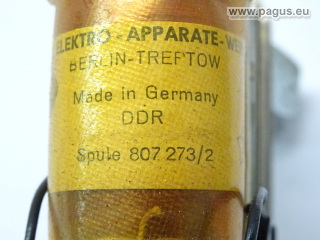 www.pagus.eu
ELEKTRO-APPARATE-WE
BERLIN-TREPTOW
Made in Germany
DDR
Spule 807 273/2